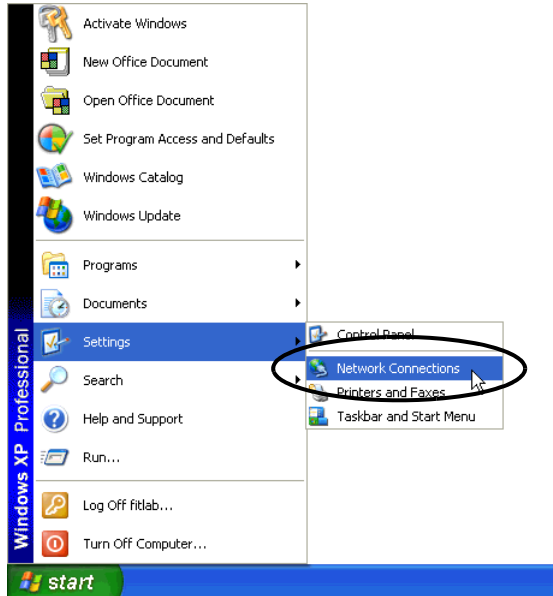 Activate Windows
New Office Document
Open Office Document
Set Program Access and Defaults
Windows Catalog
Windows Update
Programs
Documents
Settings
Search
Help and Support
Run...
Log Off fitlab...
Turn Off Computer...
Control Panel
Network Connections
Printers and Faxes
Taskbar and Start Menu
Windows XP Professional
start